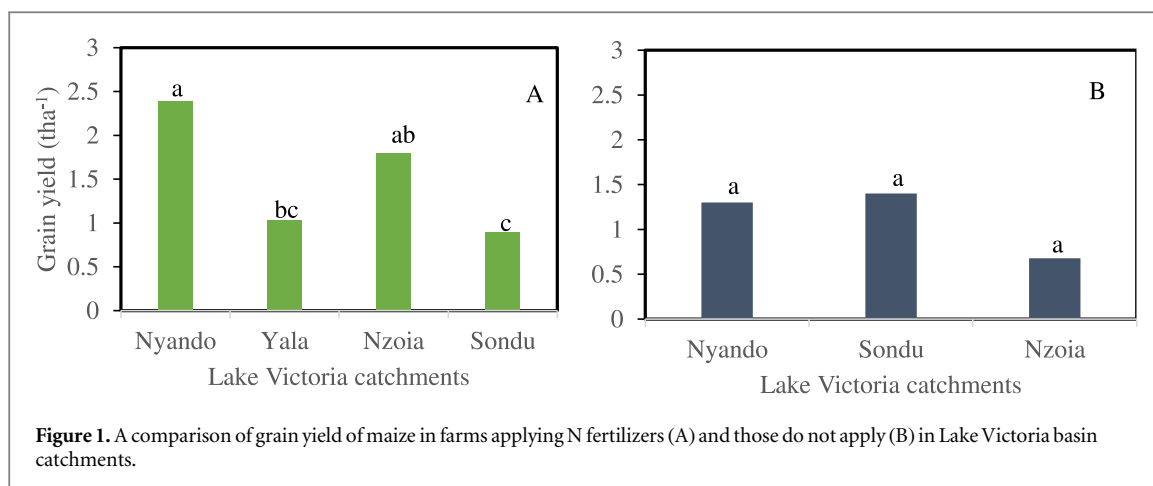 3
2.5
2
1.5
1
0.5
0
Grain yield (tha-1)
A
a
bc
ab
c
Nyando Yala Nzoia Sondu
Lake Victoria catchments
3
2.5
2
1.5
1
0.5
0
B
a
a
a
Nyando Sondu Nzoia
Lake Victoria catchments
Figure 1. A comparison of grain yield of maize in farms applying N fertilizers (A) and those do not apply (B) in Lake Victoria basin
catchments.